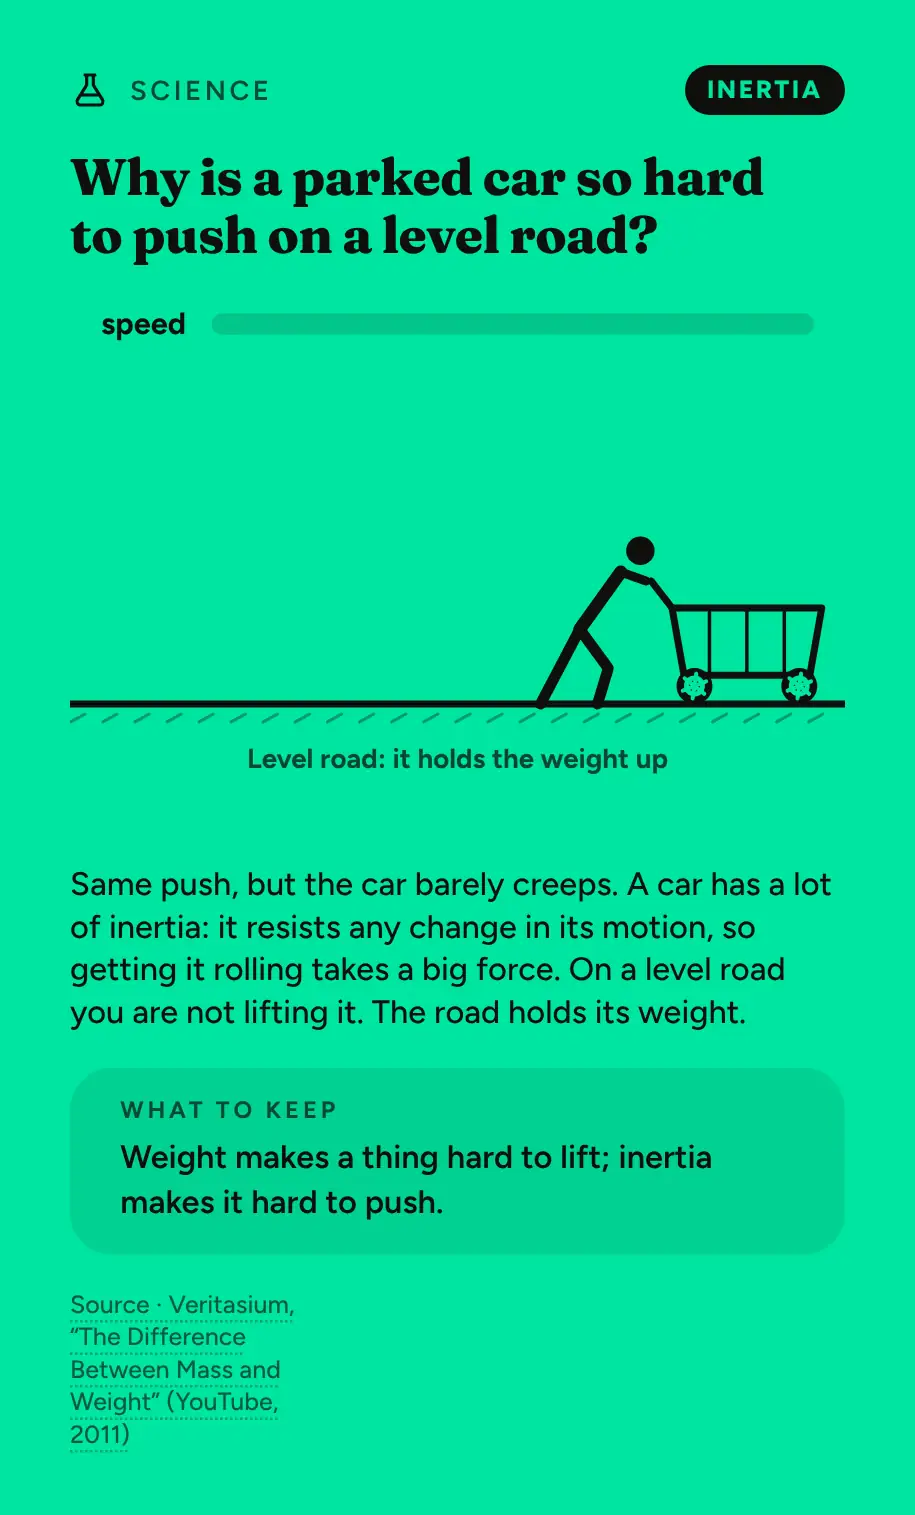 SCIENCE
INERTIA
Why is a parked car so hard
to push on a level road?
speed
Level road: it holds the weight up
Same push, but the car barely creeps. A car has a lot
of inertia: it resists any change in its motion, so
getting it rolling takes a big force. On a level road
you are not lifting it. The road holds its weight.
WHAT TO KEEP
Weight makes a thing hard to lift; inertia
makes it hard to push.
Source · Veritasium,
“The Difference
Between Mass and
Weight” (YouTube,
2011)